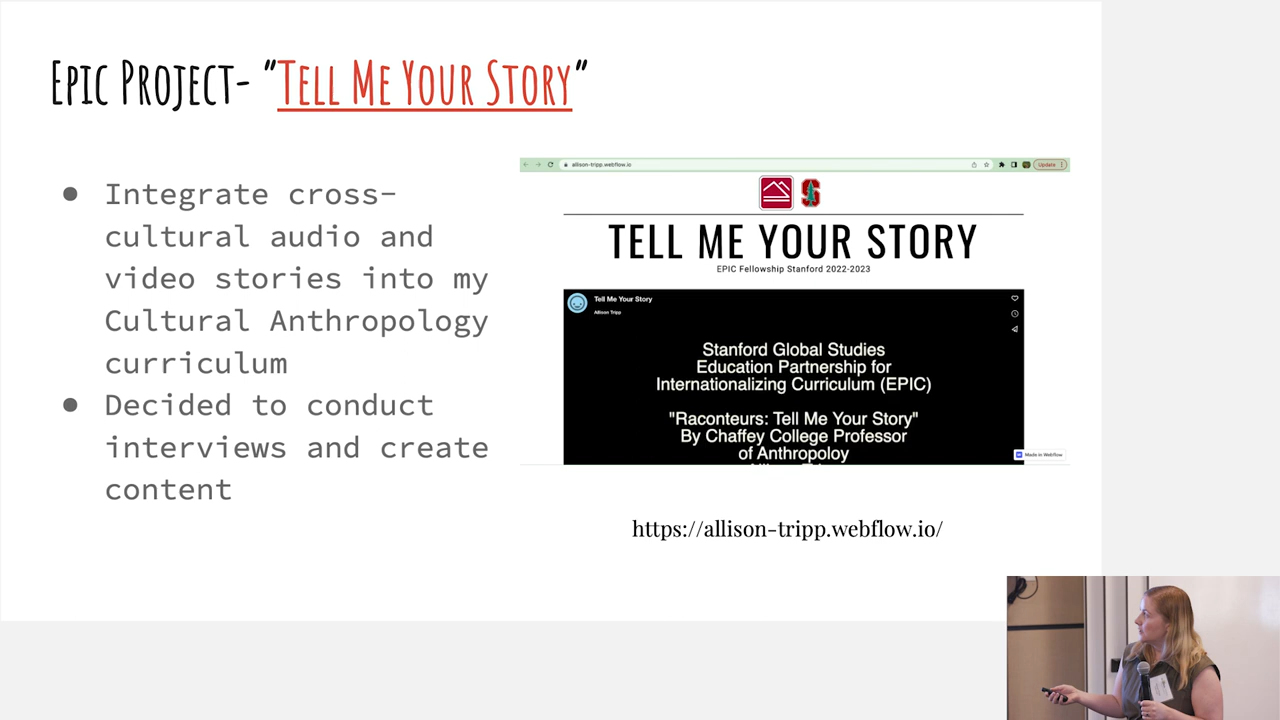 Epic Project- "Tell Me Your Story"
● Integrate cross-
cultural audio and
video stories into my
Cultural Anthropology
curriculum
● Decided to conduct
interviews and create
content
allison-tripp.webflow.io
Update
TELL ME YOUR STORY
EPIC Fellowship Stanford 2022-2023
Tell Me Your Story
Allison Tripp
Stanford Global Studies
Education Partnership for
Internationalizing Curriculum (EPIC)
"Raconteurs: Tell Me Your Story"
By Chaffey College Professor
of Anthropoloy
Made in Webflow
https://allison-tripp.webflow.io/